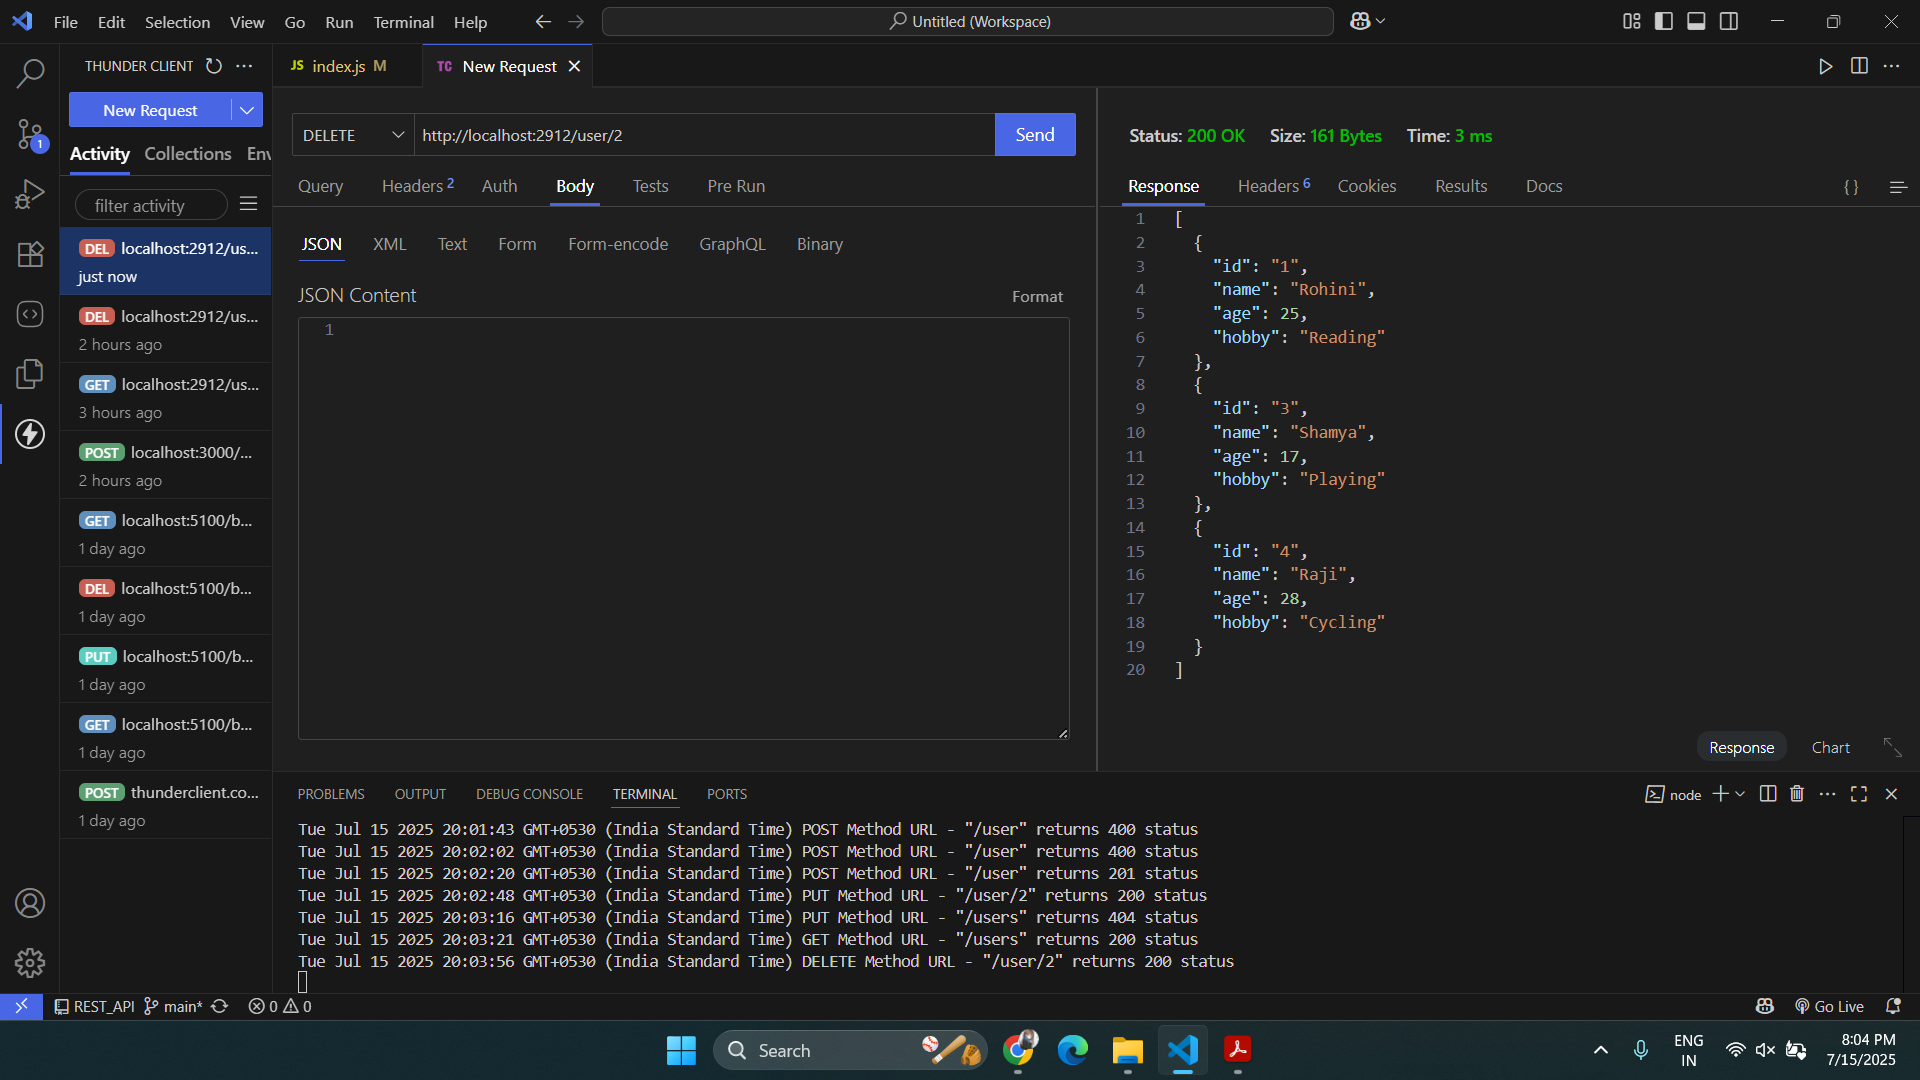 File Edit Selection View Go Run Terminal Help
Untitled (Workspace)
THUNDER CLIENT
New Request
Activity Collections Env
filter activity
DEL localhost:2912/us...
just now
DEL localhost:2912/us...
2 hours ago
GET localhost:2912/us...
3 hours ago
POST localhost:3000/...
2 hours ago
GET localhost:5100/b...
1 day ago
DEL localhost:5100/b...
1 day ago
PUT localhost:5100/b...
1 day ago
GET localhost:5100/b...
1 day ago
POST thunderclient.co...
1 day ago
1
JS index.js M
TC New Request
DELETE http://localhost:2912/user/2 Send
Query Headers 2 Auth Body Tests Pre Run
JSON XML Text Form Form-encode GraphQL Binary
JSON Content Format
1
Status: 200 OK Size: 161 Bytes Time: 3 ms
Response Headers 6 Cookies Results Docs {}
1 [
2 {
3 "id": "1",
4 "name": "Rohini",
5 "age": 25,
6 "hobby": "Reading"
7 },
8 {
9 "id": "3",
10 "name": "Shamya",
11 "age": 17,
12 "hobby": "Playing"
13 },
14 {
15 "id": "4",
16 "name": "Raji",
17 "age": 28,
18 "hobby": "Cycling"
19 }
20 ]
Response Chart
PROBLEMS OUTPUT DEBUG CONSOLE TERMINAL PORTS
node
Tue Jul 15 2025 20:01:43 GMT+0530 (India Standard Time) POST Method URL - "/user" returns 400 status
Tue Jul 15 2025 20:02:02 GMT+0530 (India Standard Time) POST Method URL - "/user" returns 400 status
Tue Jul 15 2025 20:02:20 GMT+0530 (India Standard Time) POST Method URL - "/user" returns 201 status
Tue Jul 15 2025 20:02:48 GMT+0530 (India Standard Time) PUT Method URL - "/user/2" returns 200 status
Tue Jul 15 2025 20:03:16 GMT+0530 (India Standard Time) PUT Method URL - "/users" returns 404 status
Tue Jul 15 2025 20:03:21 GMT+0530 (India Standard Time) GET Method URL - "/users" returns 200 status
Tue Jul 15 2025 20:03:56 GMT+0530 (India Standard Time) DELETE Method URL - "/user/2" returns 200 status
REST_API main* 0 0
Go Live
Search
ENG
IN
8:04 PM
7/15/2025